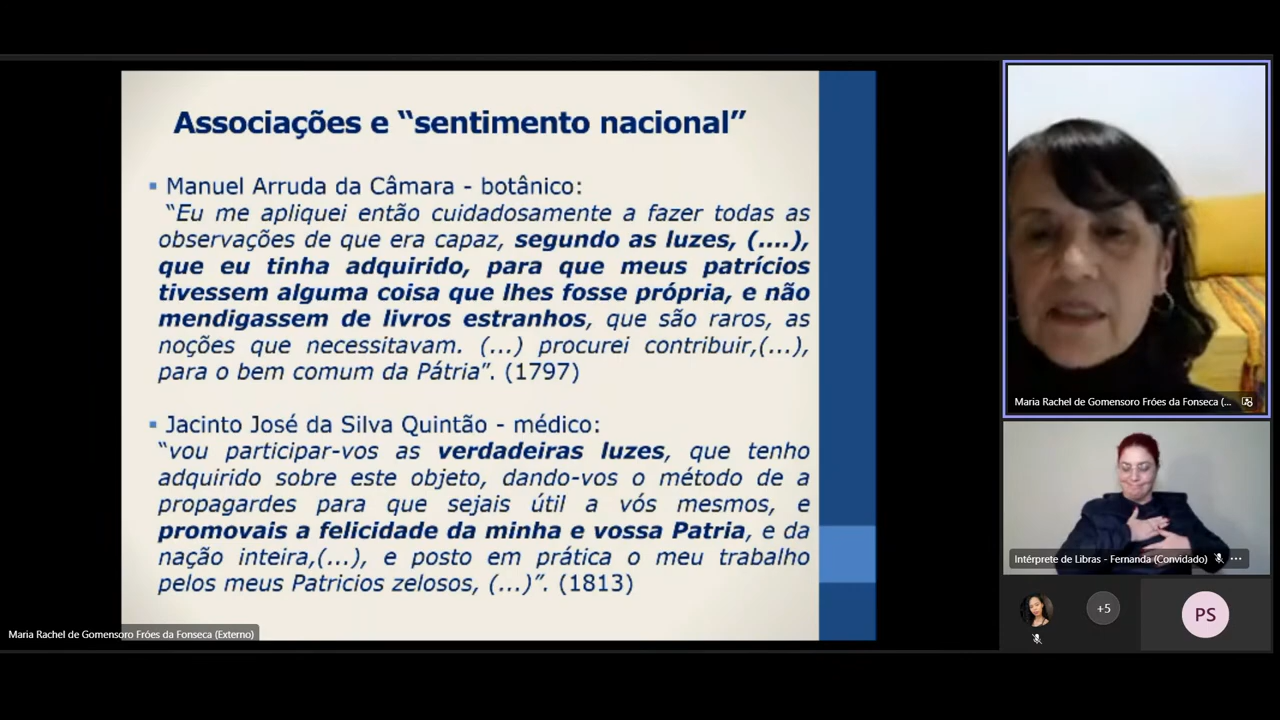 Associações e “sentimento nacional”
▪ Manuel Arruda da Câmara - botânico:
“Eu me apliquei então cuidadosamente a fazer todas as
observações de que era capaz, segundo as luzes, (....),
que eu tinha adquirido, para que meus patrícios
tivessem alguma coisa que lhes fosse própria, e não
mendigassem de livros estranhos, que são raros, as
noções que necessitavam. (...) procurei contribuir,(...),
para o bem comum da Pátria”. (1797)
▪ Jacinto José da Silva Quintão - médico:
“vou participar-vos as verdadeiras luzes, que tenho
adquirido sobre este objeto, dando-vos o método de a
propagardes para que sejais útil a vós mesmos, e
promovais a felicidade da minha e vossa Patria, e da
nação inteira,(...), e posto em prática o meu trabalho
pelos meus Patricios zelosos, (...)”. (1813)
Maria Rachel de Gomensoro Fróes da Fonseca (Externo)
Maria Rachel de Gomensoro Fróes da Fonseca (...
Intérprete de Libras - Fernanda (Convidado)
+5
PS